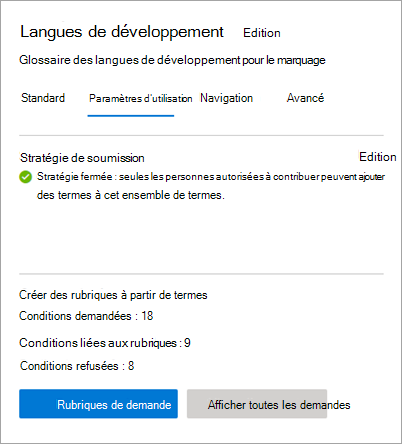 Langues de développement Edition
Glossaire des langues de développement pour le marquage
Standard Paramètres d'utilisation Navigation Avancé
Stratégie de soumission Edition
Stratégie fermée : seules les personnes autorisées à contribuer peuvent ajouter
des termes à cet ensemble de termes.
Créer des rubriques à partir de termes
Conditions demandées : 18
Conditions liées aux rubriques : 9
Conditions refusées : 8
Rubriques de demande Afficher toutes les demandes